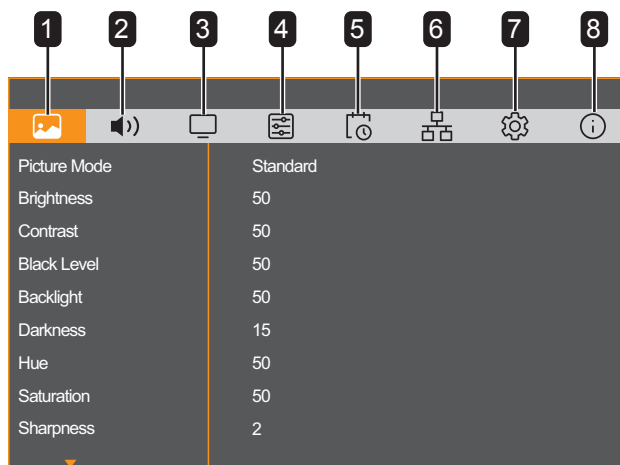 1 2 3 4 5 6 7 8
Picture Mode Standard
Brightness 50
Contrast 50
Black Level 50
Backlight 50
Darkness 15
Hue 50
Saturation 50
Sharpness 2